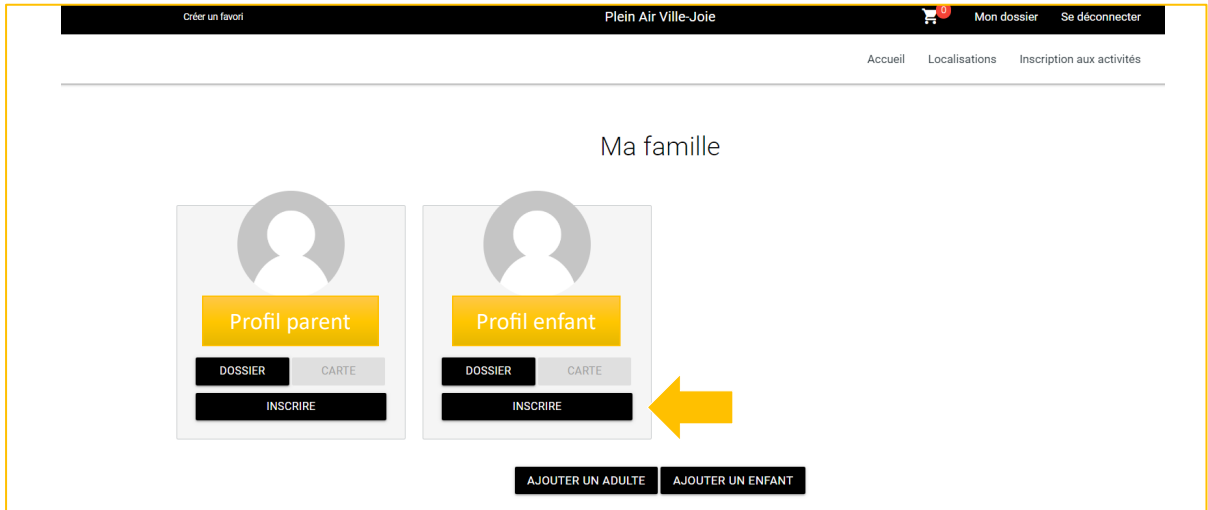 Créer un favori Plein Air Ville-Joie 0 Mon dossier Se déconnecter
Accueil Localisations Inscription aux activités
Ma famille
Profil parent Profil enfant
DOSSIER CARTE DOSSIER CARTE
INSCRIRE INSCRIRE
AJOUTER UN ADULTE AJOUTER UN ENFANT